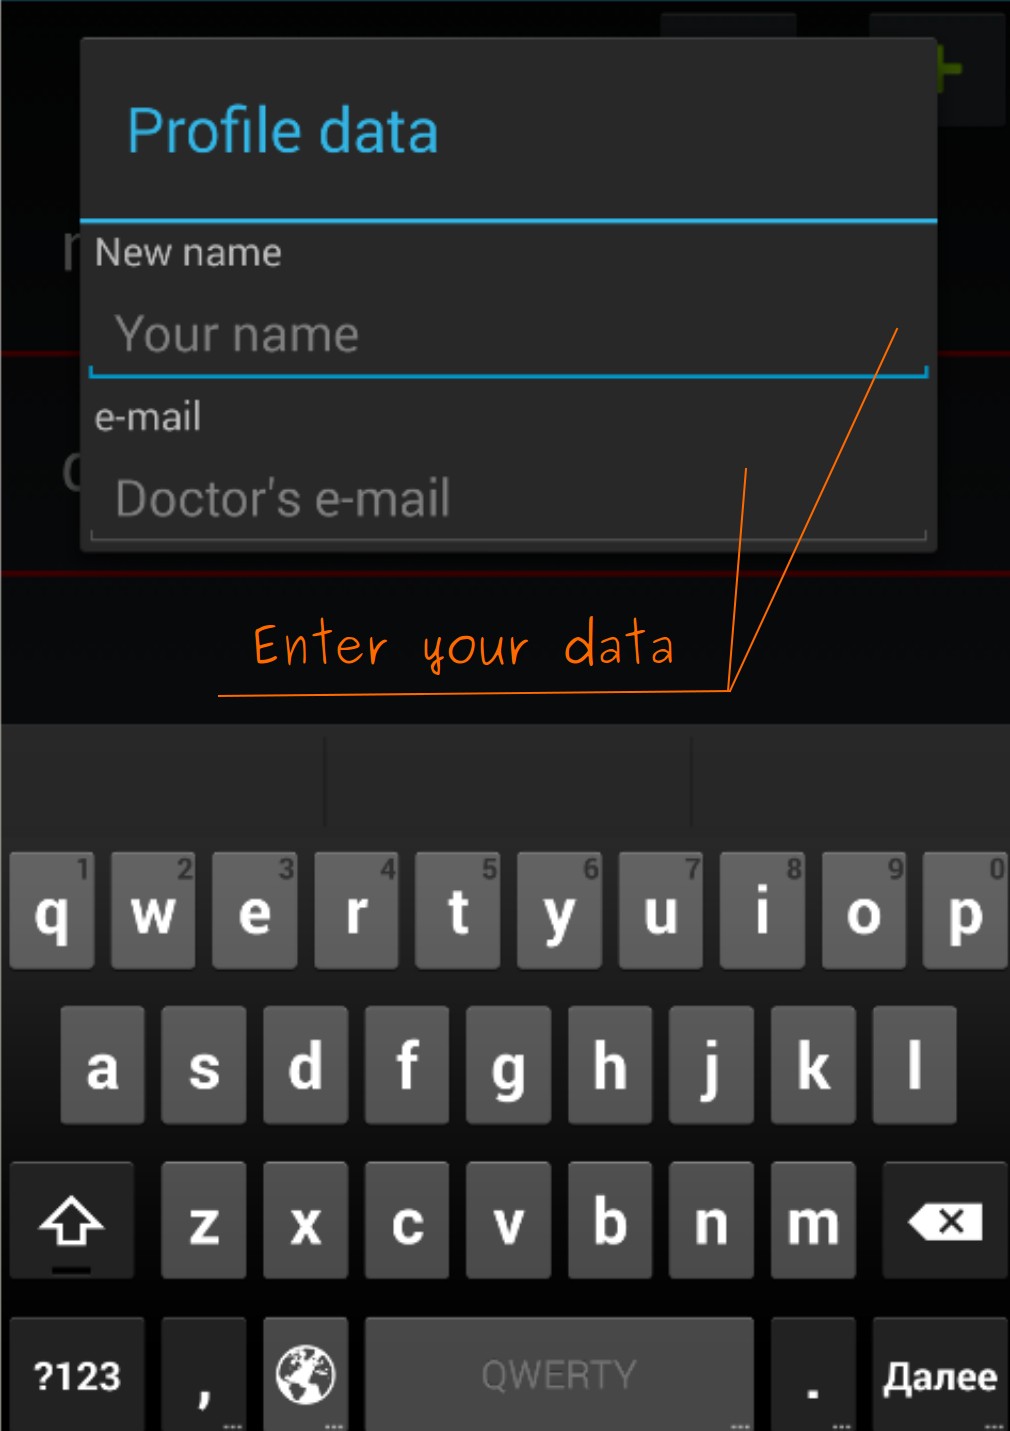 Profile data
New name
Your name
e-mail
Doctor's e-mail
Enter your data
1 2 3 4 5 6 7 8 9 0
q w e r t y u i o p
a s d f g h j k l
z x c v b n m
?123 , QWERTY . Далее